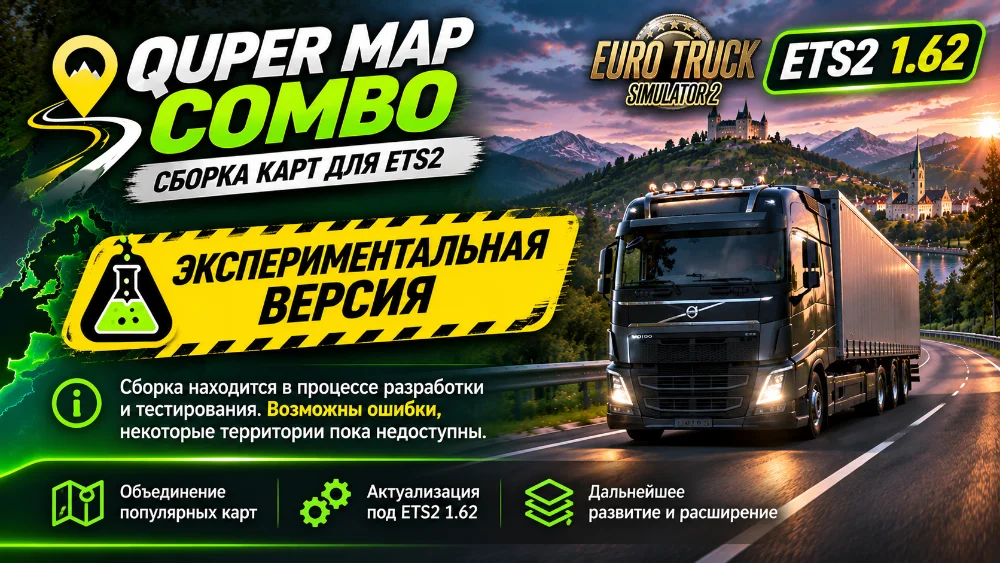 QUPER MAP
COMBO
СБОРКА КАРТ ДЛЯ ETS2
EURO TRUCK
SIMULATOR 2
ETS2 1.62
ЭКСПЕРИМЕНТАЛЬНАЯ
ВЕРСИЯ
Сборка находится в процессе разработки
и тестирования. Возможны ошибки,
некоторые территории пока недоступны.
Объединение
популярных карт
Актуализация
под ETS2 1.62
Дальнейшее
развитие и расширение